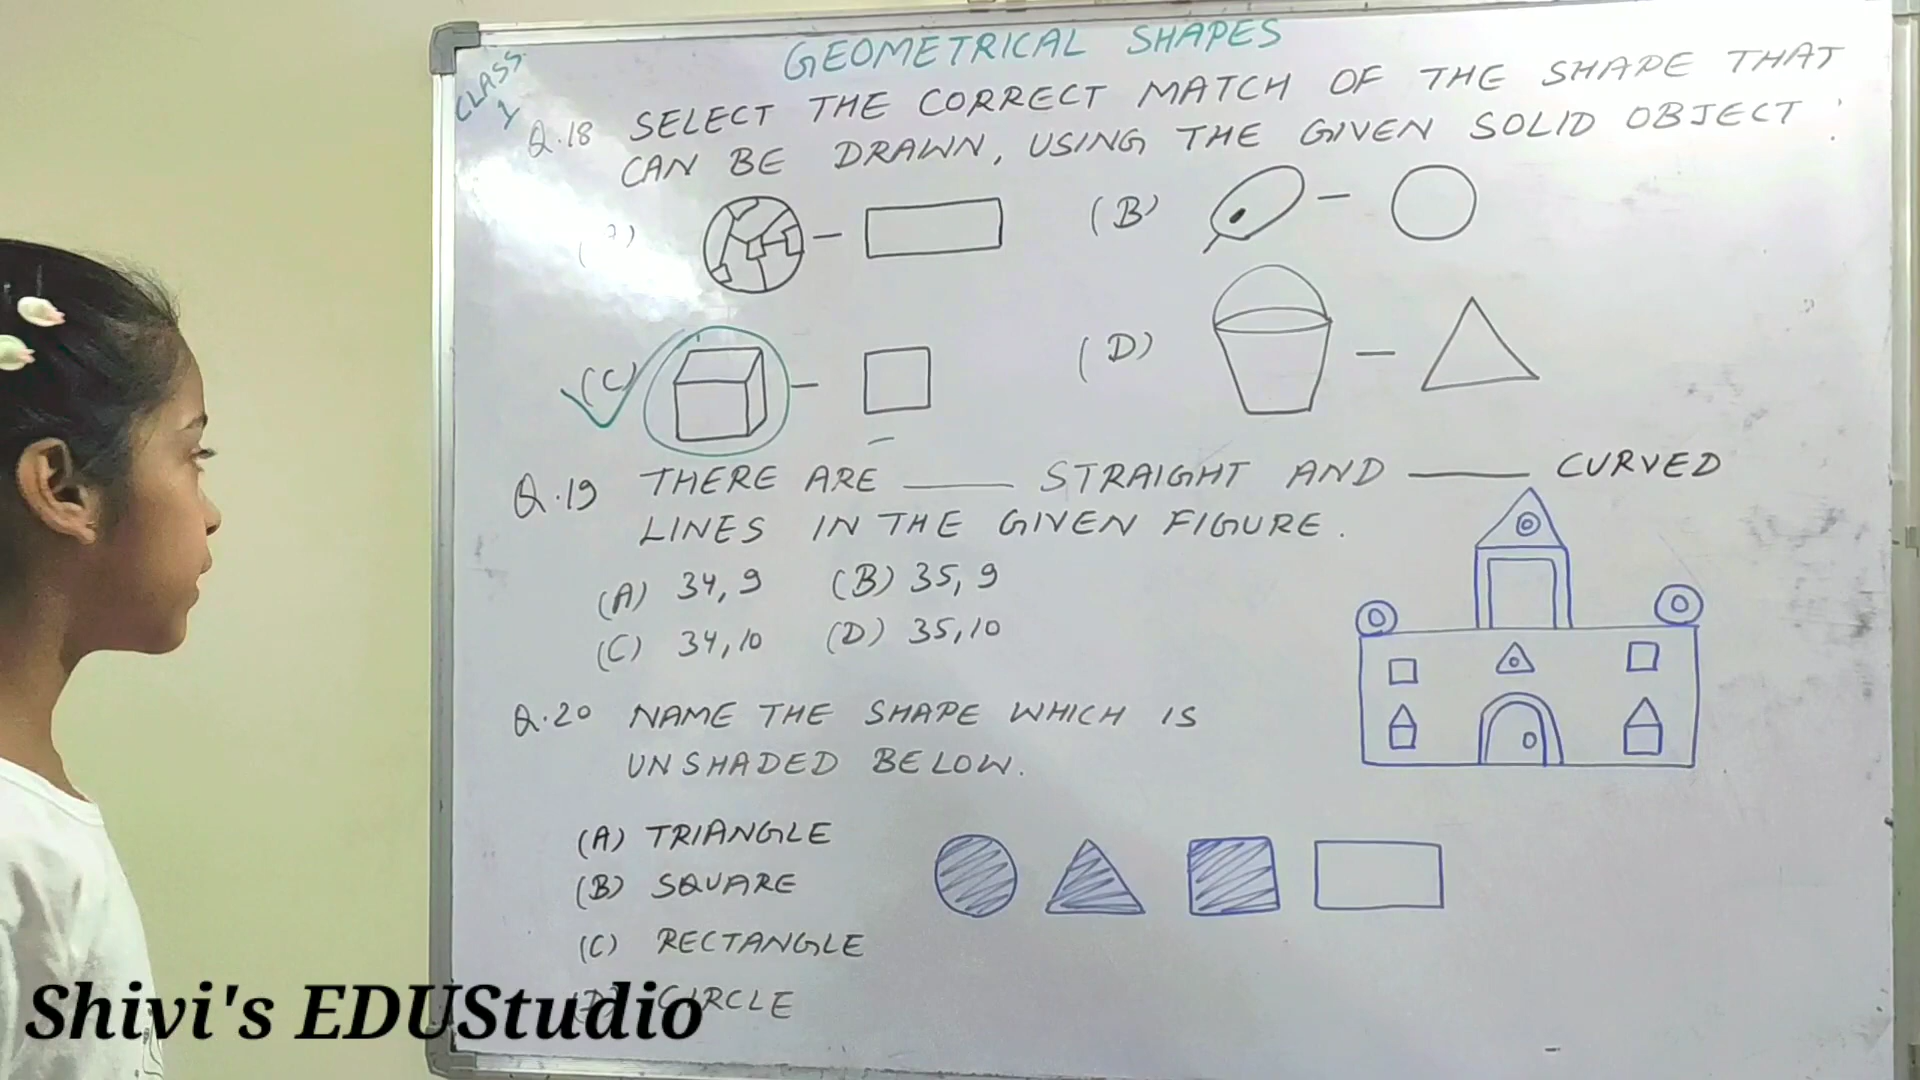 GEOMETRICAL SHAPES
CLASS
1
Q.18 SELECT THE CORRECT MATCH OF THE SHAPE THAT
CAN BE DRAWN, USING THE GIVEN SOLID OBJECT :
(B)
(C)
(D)
Q.19 THERE ARE ____ STRAIGHT AND ____ CURVED
LINES IN THE GIVEN FIGURE.
(A) 34, 9 (B) 35, 9
(C) 34, 10 (D) 35, 10
Q.20 NAME THE SHAPE WHICH IS
UNSHADED BELOW.
(A) TRIANGLE
(B) SQUARE
(C) RECTANGLE
(D) CIRCLE
Shivi's EDUStudio